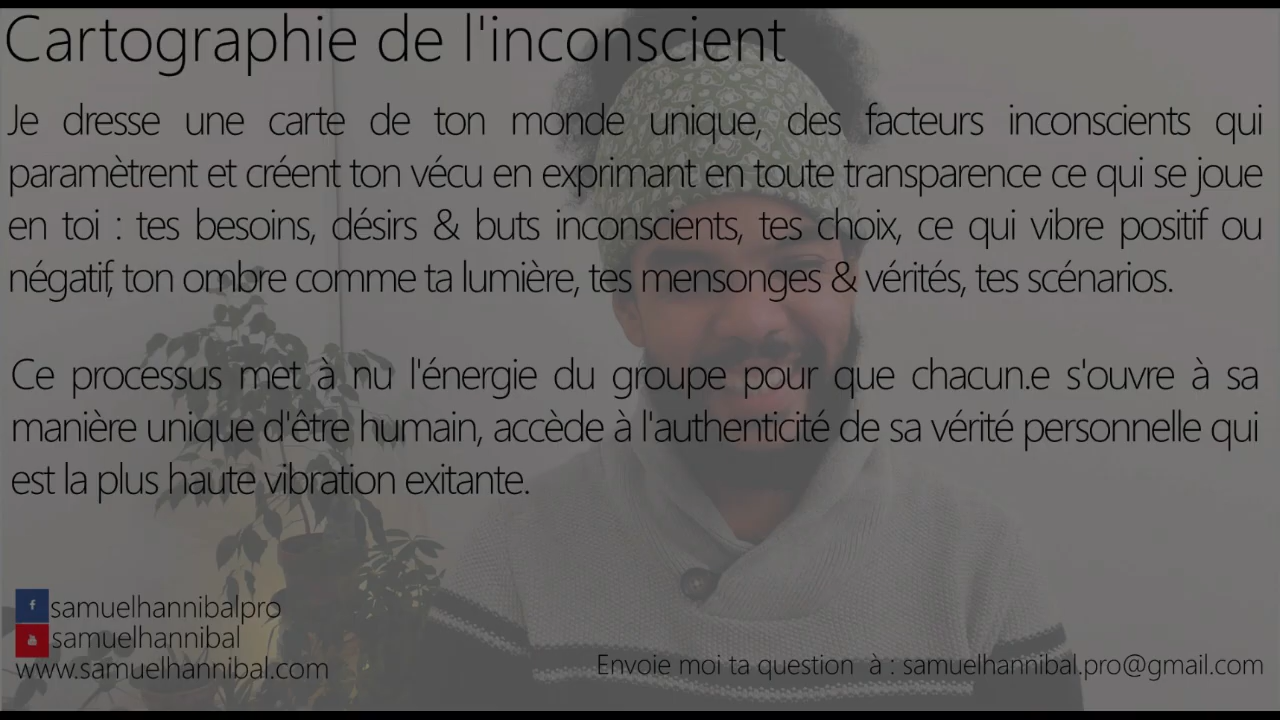 Cartographie de l'inconscient
Je dresse une carte de ton monde unique, des facteurs inconscients qui
paramètrent et créent ton vécu en exprimant en toute transparence ce qui se joue
en toi : tes besoins, désirs & buts inconscients, tes choix, ce qui vibre positif ou
négatif, ton ombre comme ta lumière, tes mensonges & vérités, tes scénarios.
Ce processus met à nu l'énergie du groupe pour que chacun.e s'ouvre à sa
manière unique d'être humain, accède à l'authenticité de sa vérité personnelle qui
est la plus haute vibration exitante.
samuelhannibalpro
samuelhannibal
www.samuelhannibal.com
Envoie moi ta question à : samuelhannibal.pro@gmail.com